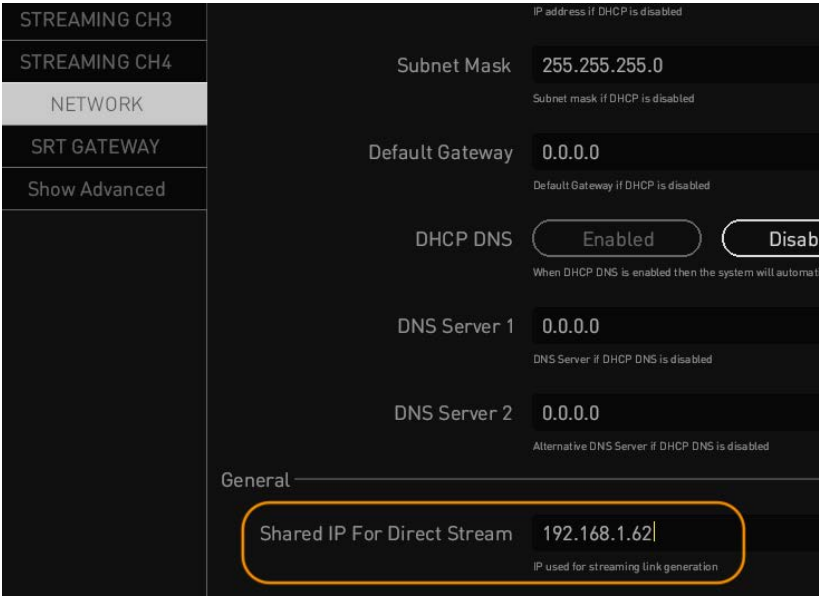 STREAMING CH3
STREAMING CH4
NETWORK
SRT GATEWAY
Show Advanced
IP address if DHCP is disabled
Subnet Mask 255.255.255.0
Subnet mask if DHCP is disabled
Default Gateway 0.0.0.0
Default Gateway if DHCP is disabled
DHCP DNS Enabled Disab
When DHCP DNS is enabled then the system will automat
DNS Server 1 0.0.0.0
DNS Server if DHCP DNS is disabled
DNS Server 2 0.0.0.0
Alternative DNS Server if DHCP DNS is disabled
General
Shared IP For Direct Stream 192.168.1.62
IP used for streaming link generation